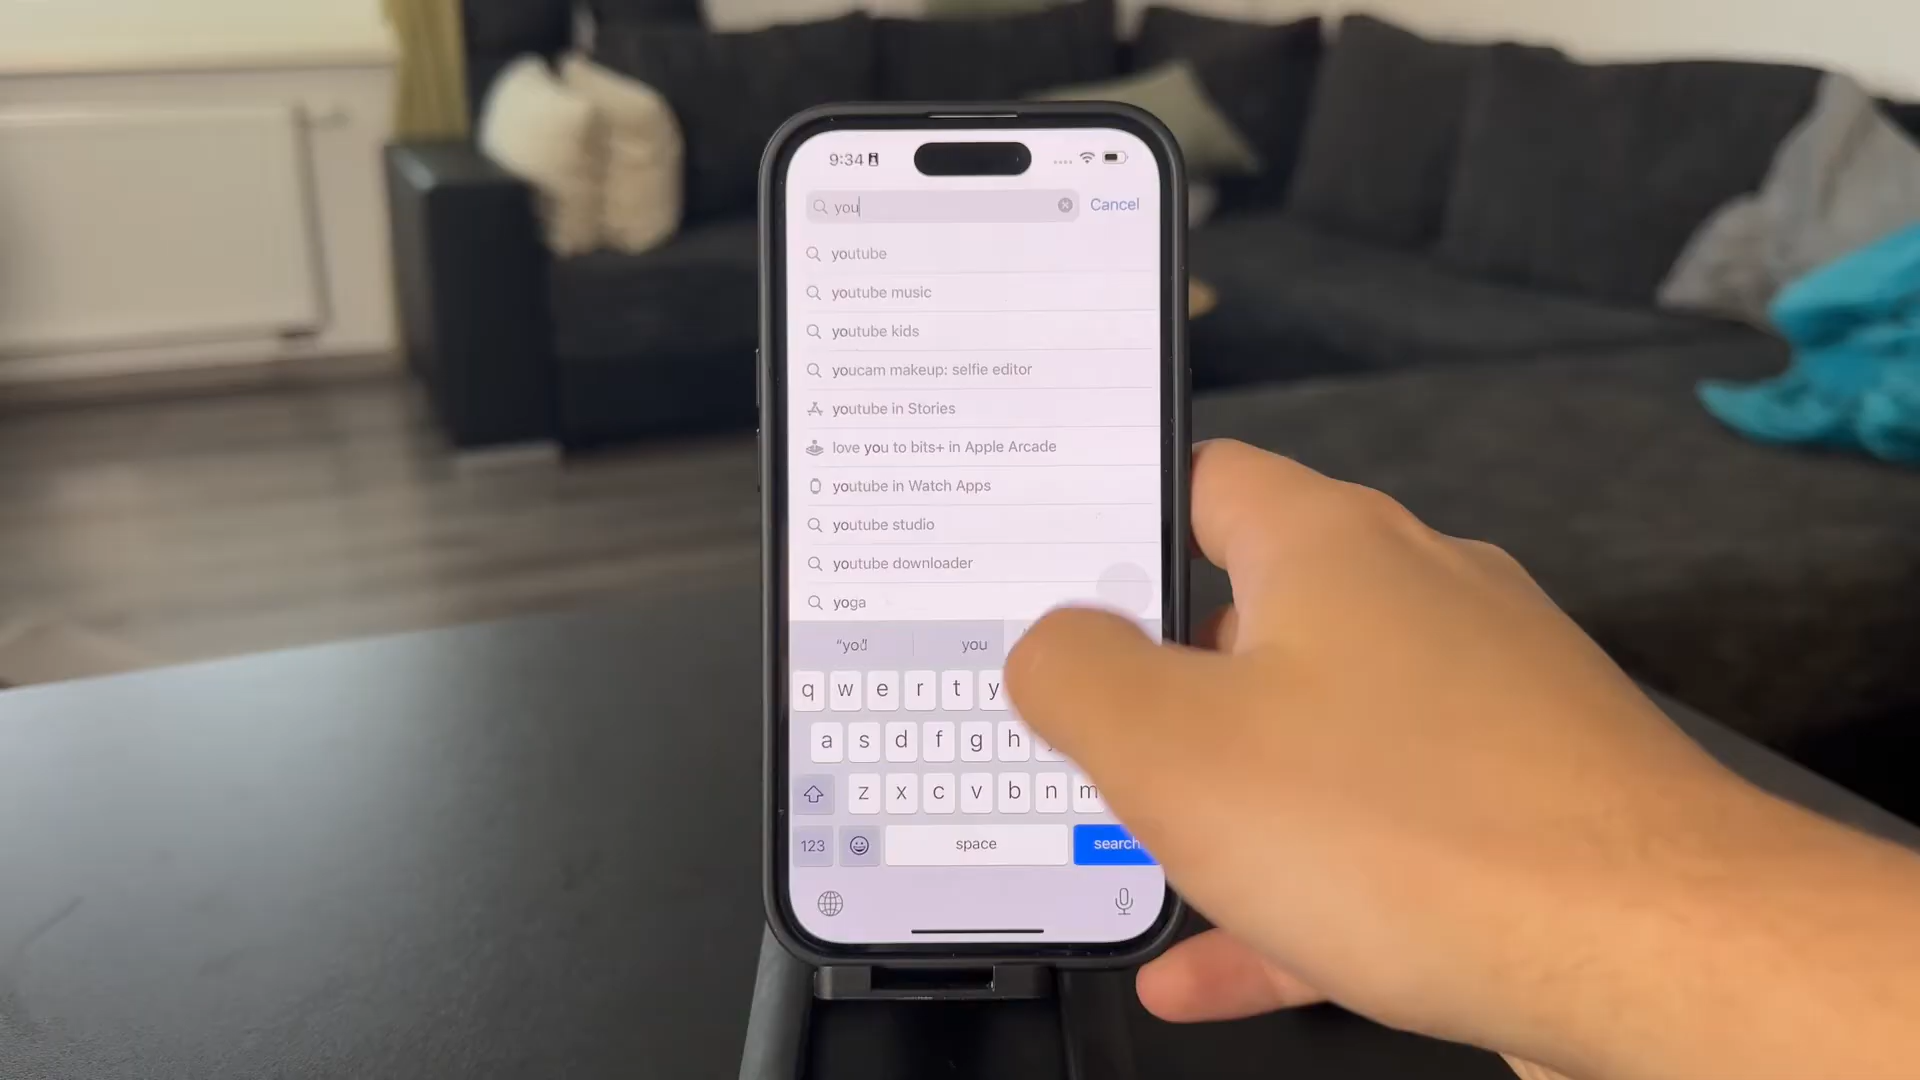 9:34
you
Cancel
youtube
youtube music
youtube kids
youcam makeup: selfie editor
youtube in Stories
love you to bits+ in Apple Arcade
youtube in Watch Apps
youtube studio
youtube downloader
yoga
“you” you
q w e r t y
a s d f g h
z x c v b n m
123 space search